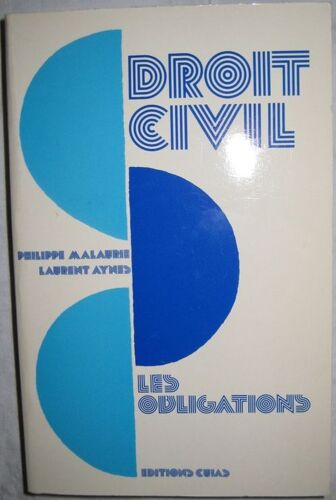 DROIT
CIVIL
PHILIPPE MALAURIE
LAURENT AYNES
LES
OBLIGATIONS
EDITIONS CUJAS